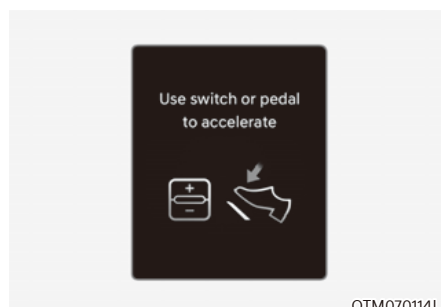 Use switch or pedal
to accelerate
+
−
OTM070114L